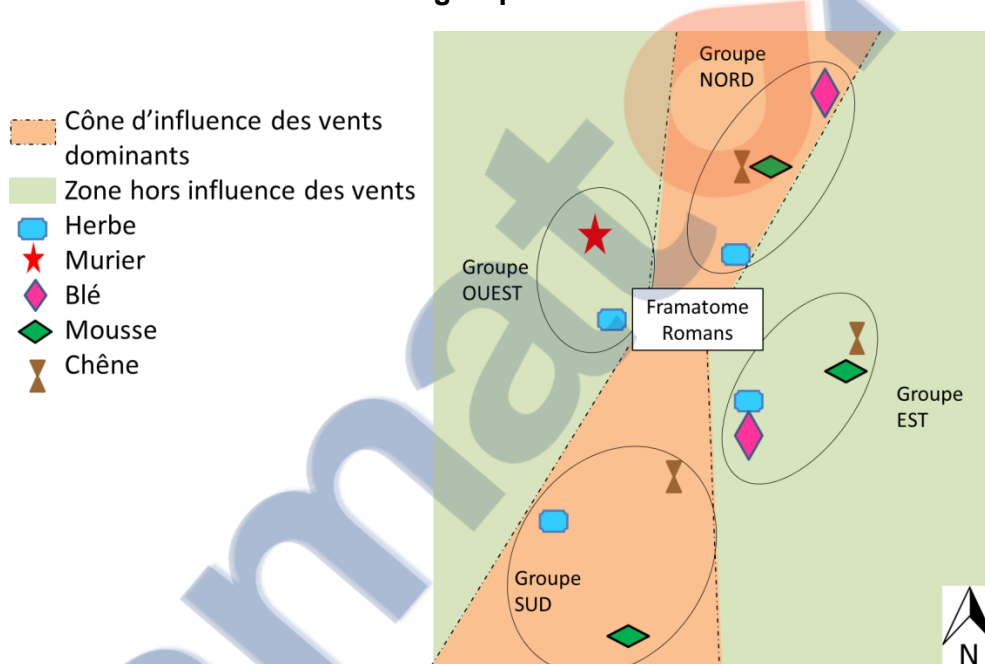 Groupe
NORD
Cône d'influence des vents
dominants
Zone hors influence des vents
Herbe
Murier
Blé
Mousse
Chêne
Groupe
OUEST
Framatome
Romans
Groupe
EST
Groupe
SUD
N